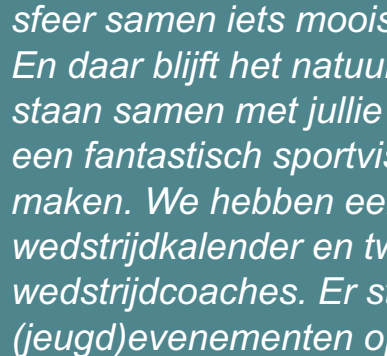 sfeer samen iets moois
En daar blijft het
staan samen met jullie
een fantastisch
maken. We hebben
wedstrijdkalender en
wedstrijdcoaches. Er
(jeugd)evenementen